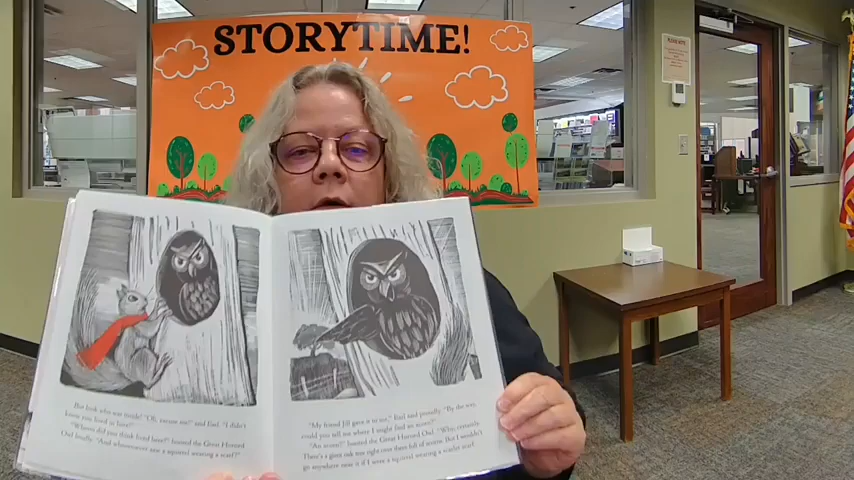 STORYTIME!
PLEASE NOTE
But look who was inside! "Oh, excuse me!" said Earl. "I didn't
know you lived in here!"
"Whom did you think lived here?" hooted the Great Horned
Owl loudly. "And whoooever saw a squirrel wearing a scarf?"
"My friend Jill gave it to me," Earl said proudly. "By the way,
could you tell me where I might find an acorn?"
"An acorn?" hooted the Great Horned Owl. "Why, certainly.
There's a giant oak tree right over there full of acorns. But I wouldn't
go anywhere near it if I were a squirrel wearing a scarlet scarf.